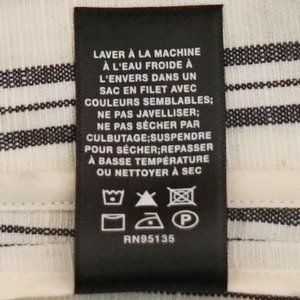 LAVER À LA MACHINE
À L'EAU FROIDE À
L'ENVERS DANS UN
SAC EN FILET AVEC
COULEURS SEMBLABLES;
NE PAS JAVELLISER;
NE PAS SÉCHER PAR
CULBUTAGE;SUSPENDRE
POUR SÉCHER;REPASSER
À BASSE TEMPÉRATURE
OU NETTOYER À SEC
P
RN95135